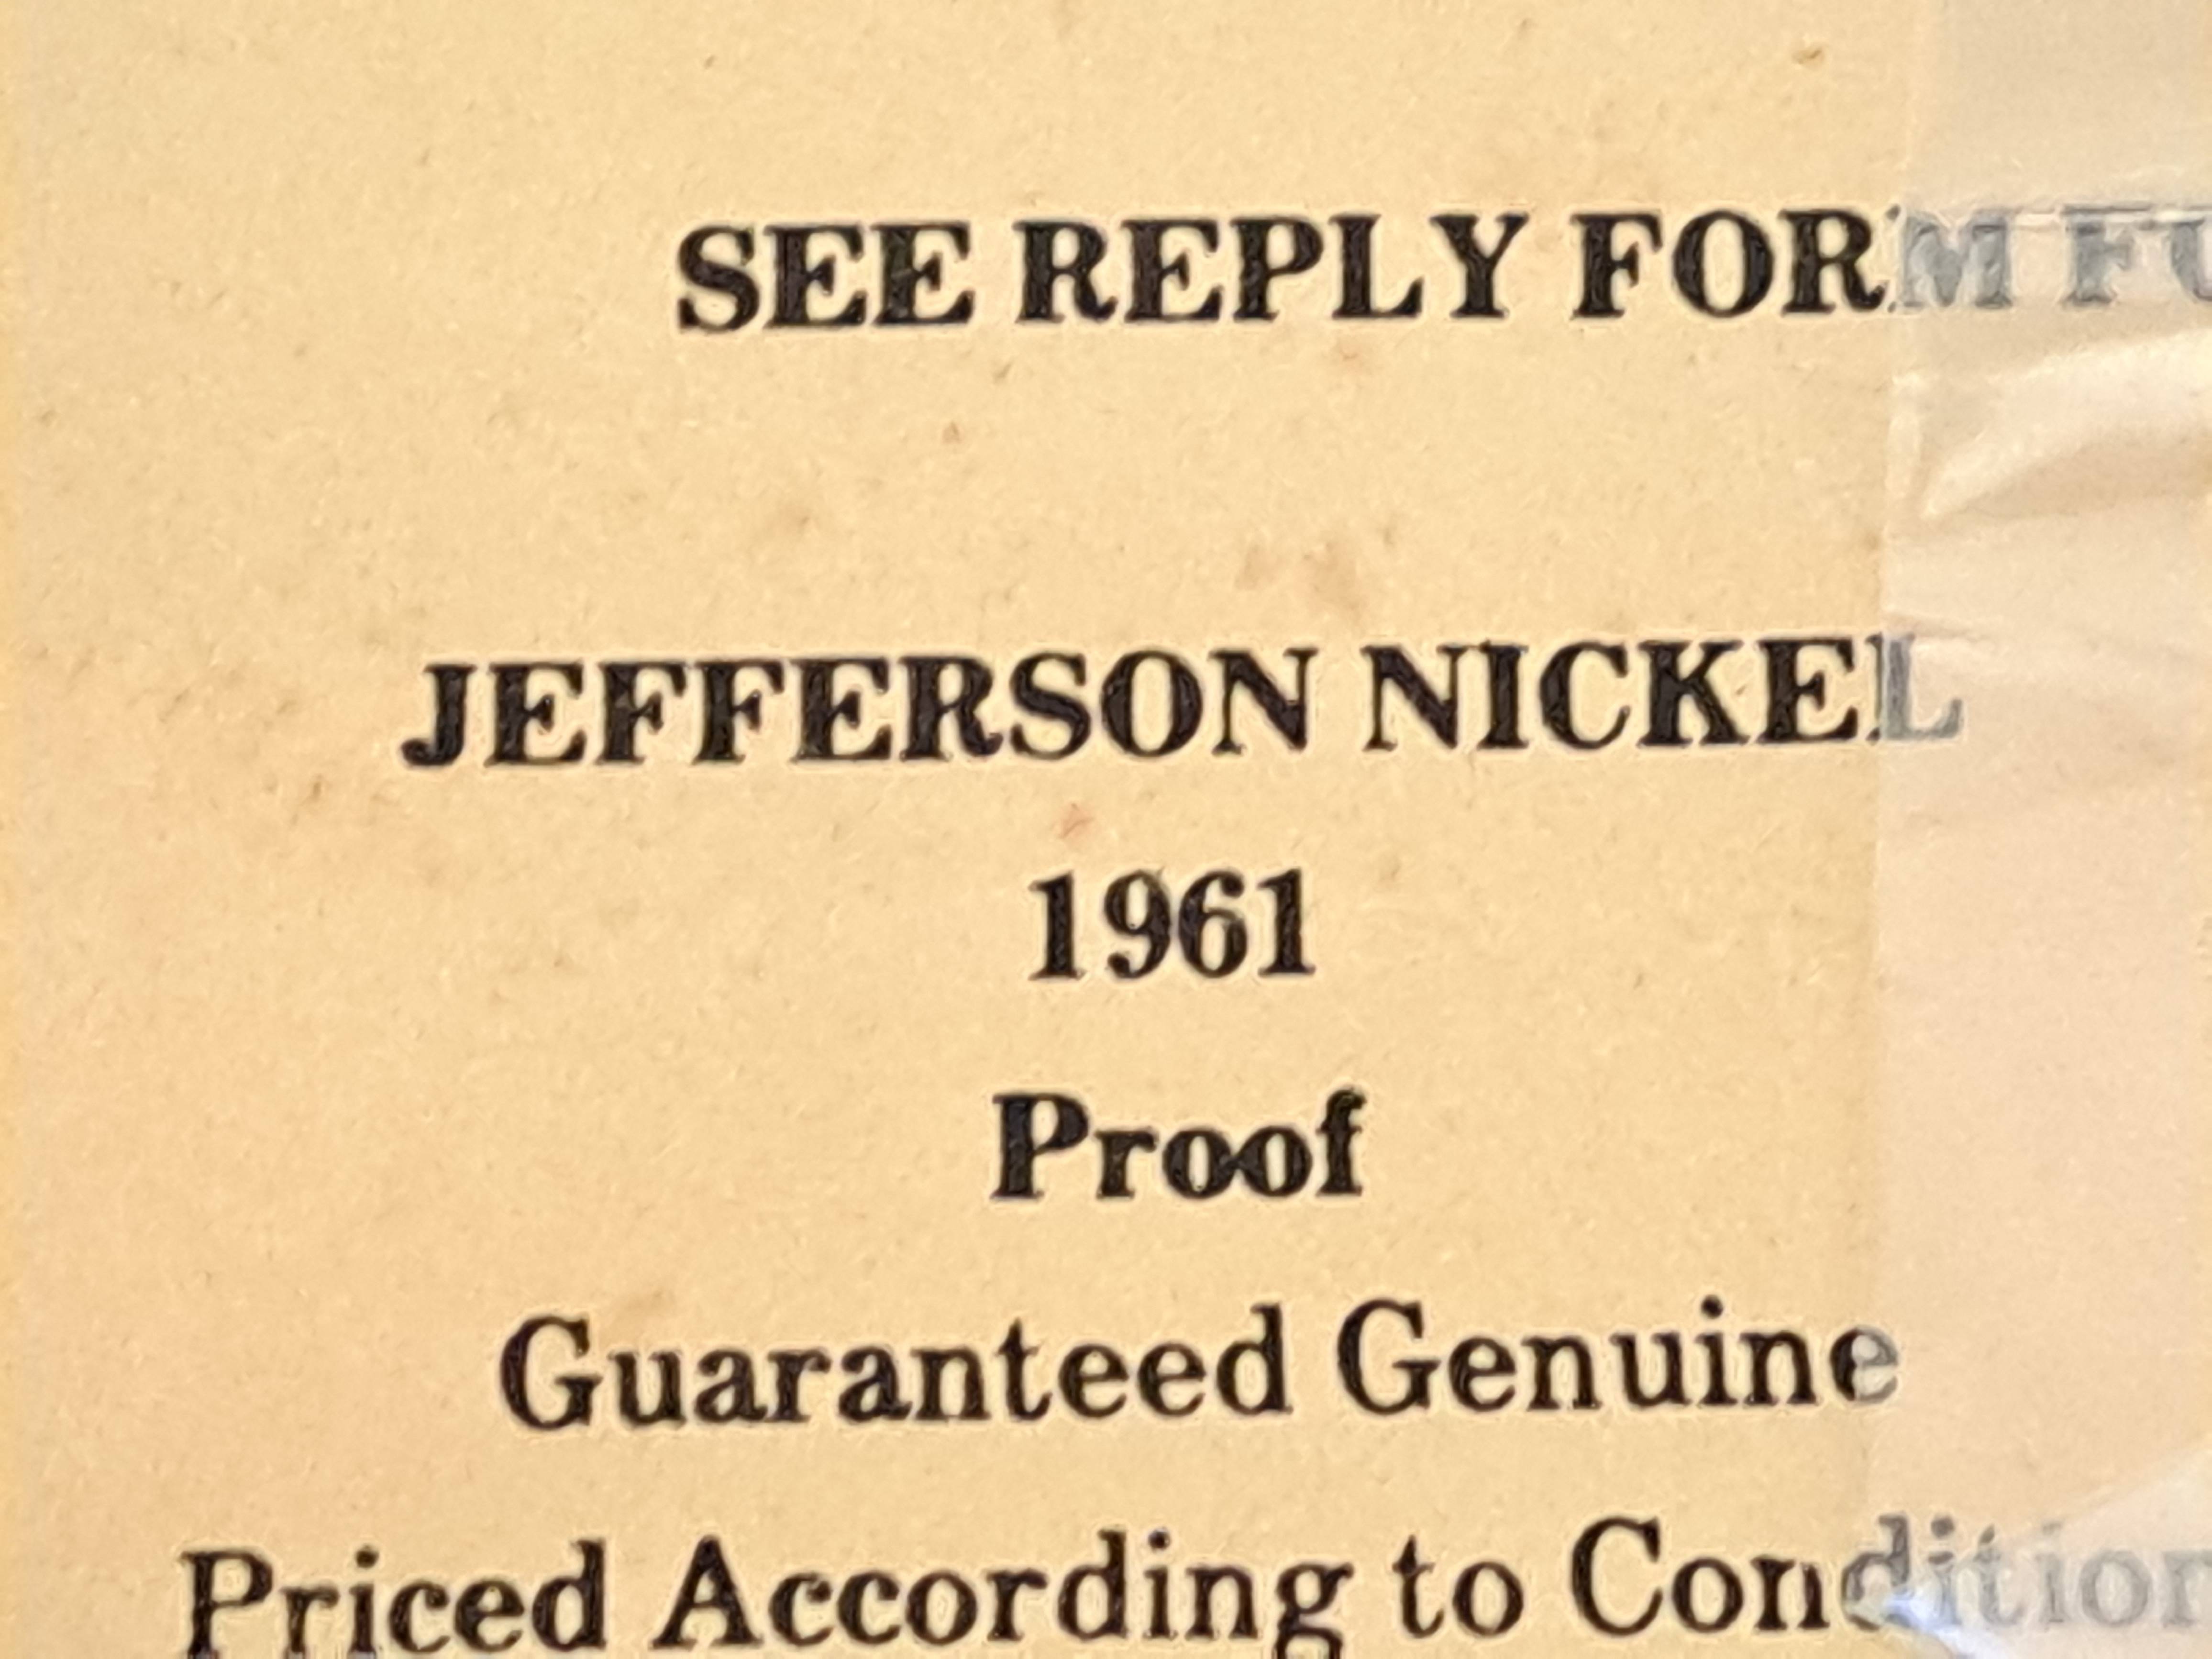 SEE REPLY FORM
JEFFERSON NICKEL
1961
Proof
Guaranteed Genuine
Priced According to Condition